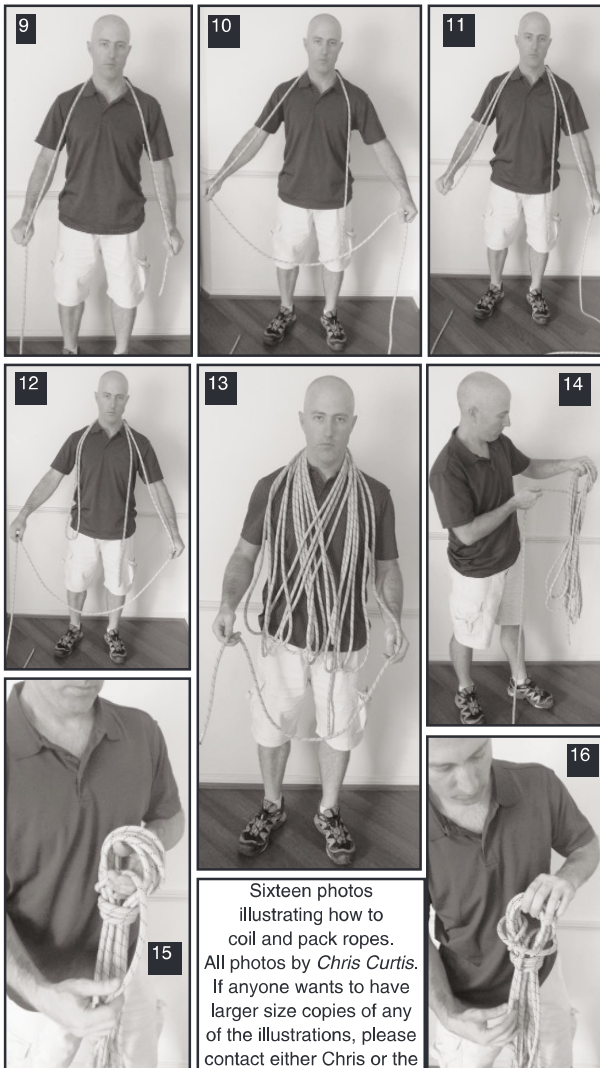 9
10
11
12
13
14
15
16
Sixteen photos
illustrating how to
coil and pack ropes.
All photos by Chris Curtis.
If anyone wants to have
larger size copies of any
of the illustrations, please
contact either Chris or the